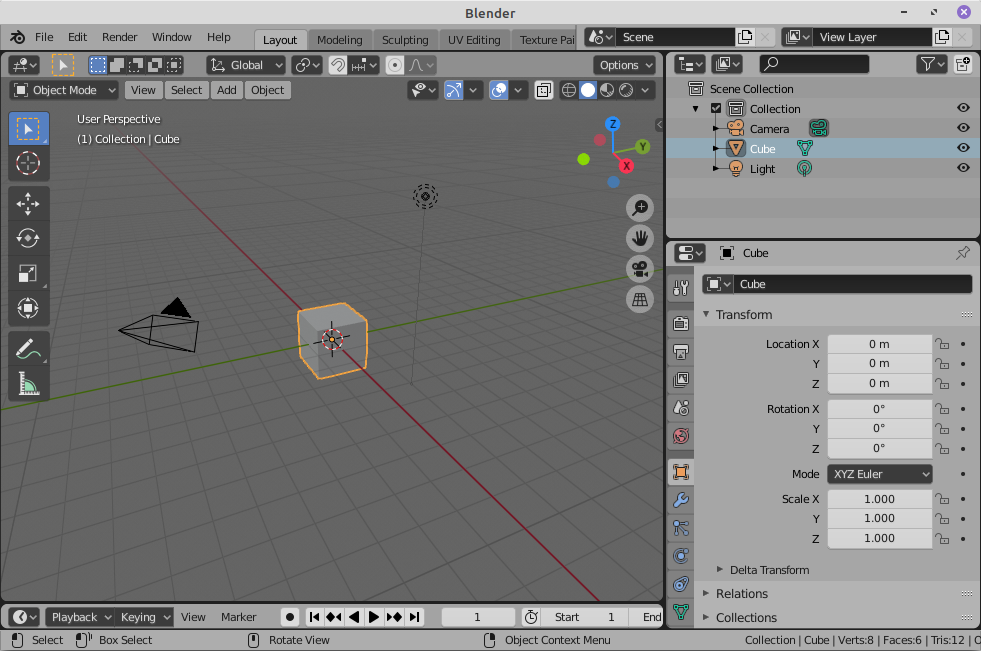 Blender
File Edit Render Window Help Layout Modeling Sculpting UV Editing Texture Pai Scene View Layer
Global Options
Object Mode View Select Add Object
User Perspective
(1) Collection | Cube
Z
Y
X
Scene Collection
Collection
Camera
Cube
Light
Cube
Cube
Transform
Location X 0 m
Y 0 m
Z 0 m
Rotation X 0°
Y 0°
Z 0°
Mode XYZ Euler
Scale X 1.000
Y 1.000
Z 1.000
Delta Transform
Relations
Collections
Playback Keying View Marker 1 Start 1 End
Select Box Select Rotate View Object Context Menu Collection | Cube | Verts:8 | Faces:6 | Tris:12 |